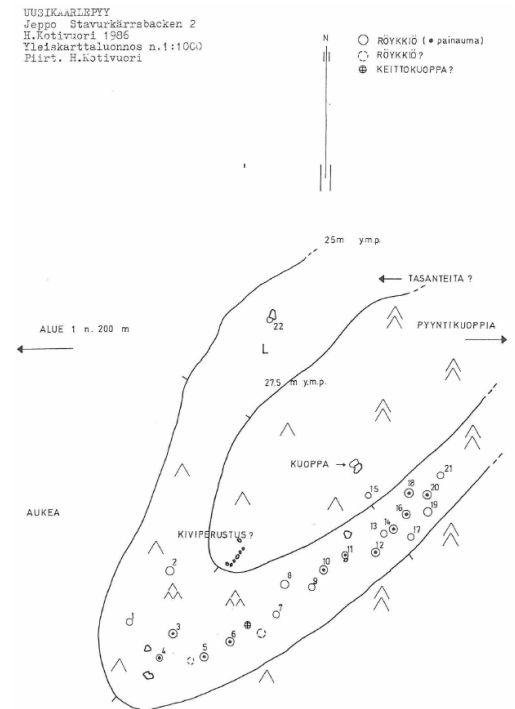 UUSIKAARLEPYY
Jeppo Stavurkärrsbacken 2
H.Kotivuori 1986
Yleiskarttaluonnos n.1:1000
Piirt. H.Kotivuori
N
RÖYKKIÖ ( • painauma)
RÖYKKIÖ?
KEITTOKUOPPA?
25m y.m.p.
TASANTEITA ?
22
ALUE 1 n. 200 m
L
PYYNTIKUOPPIA
27.5 m y.m.p.
KUOPPA →
21
15
18
20
AUKEA
16
19
KIVIPERUSTUS?
14
13
17
11
12
2
10
8
9
7
1
3
6
4
5